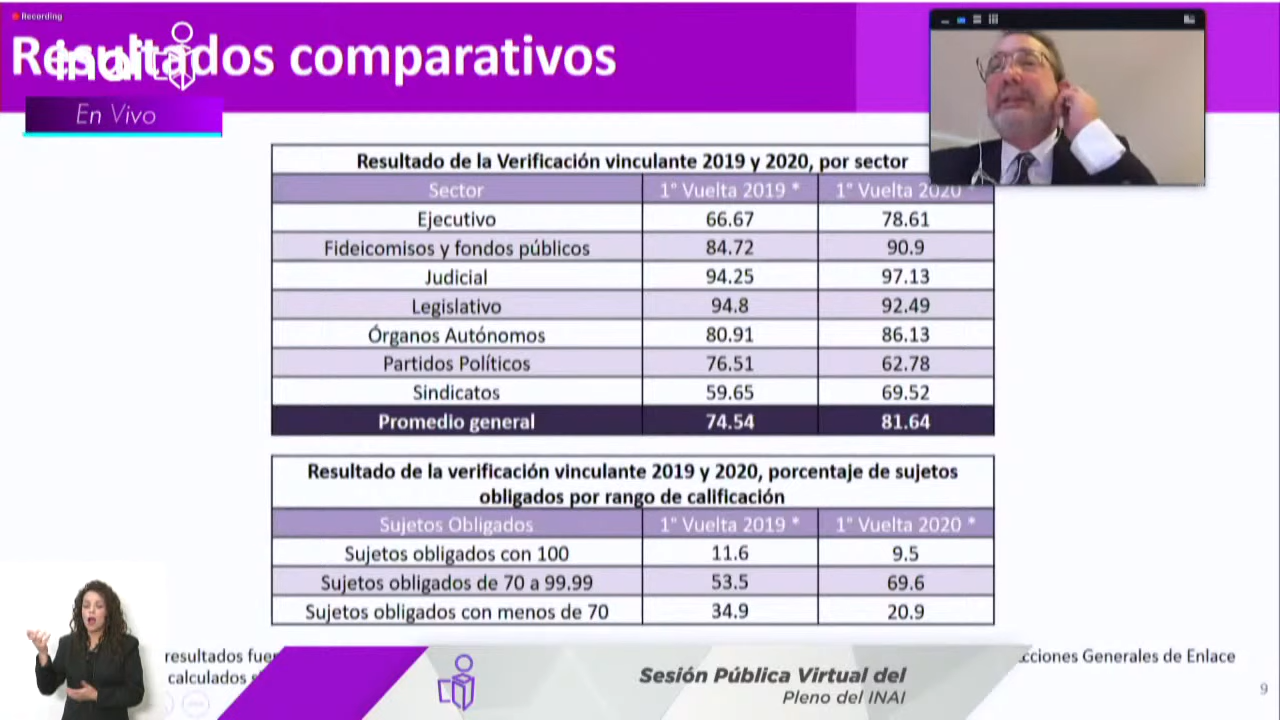 Recording
Resultados comparativos
inai
En Vivo
Resultado de la Verificación vinculante 2019 y 2020, por sector
Sector 1° Vuelta 2019 * 1° Vuelta 2020 *
Ejecutivo 66.67 78.61
Fideicomisos y fondos públicos 84.72 90.9
Judicial 94.25 97.13
Legislativo 94.8 92.49
Órganos Autónomos 80.91 86.13
Partidos Políticos 76.51 62.78
Sindicatos 59.65 69.52
Promedio general 74.54 81.64
Resultado de la verificación vinculante 2019 y 2020, porcentaje de sujetos
obligados por rango de calificación
Sujetos Obligados 1° Vuelta 2019 * 1° Vuelta 2020 *
Sujetos obligados con 100 11.6 9.5
Sujetos obligados de 70 a 99.99 53.5 69.6
Sujetos obligados con menos de 70 34.9 20.9
resultados Generales de Enlace
calculados
Sesión Pública Virtual del
Pleno del INAI
9